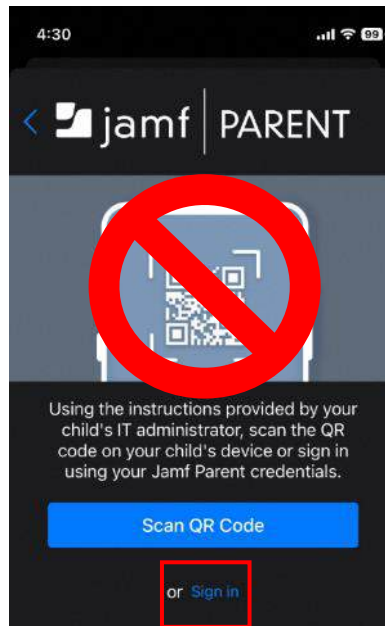 4:30
99
jamf PARENT
Using the instructions provided by your
child's IT administrator, scan the QR
code on your child's device or sign in
using your Jamf Parent credentials.
Scan QR Code
or Sign in